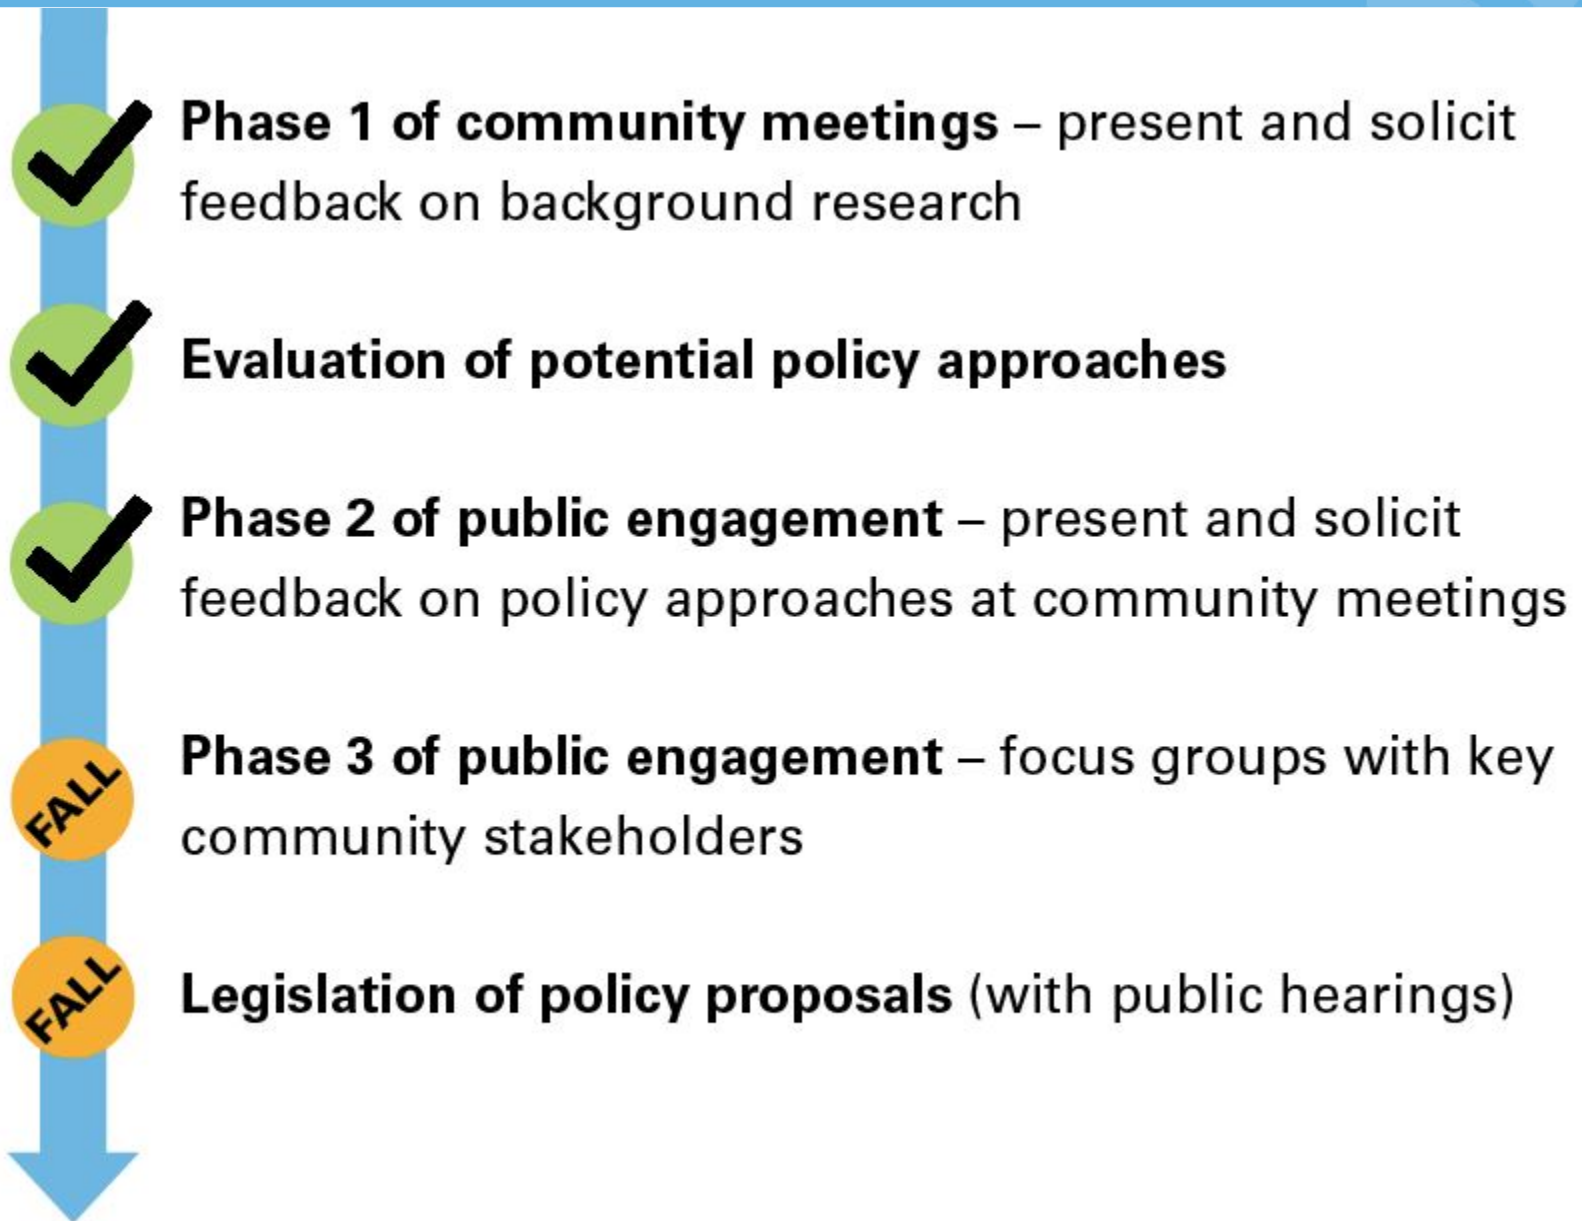 Phase 1 of community meetings – present and solicit
feedback on background research
Evaluation of potential policy approaches
Phase 2 of public engagement – present and solicit
feedback on policy approaches at community meetings
FALL
Phase 3 of public engagement – focus groups with key
community stakeholders
FALL
Legislation of policy proposals (with public hearings)